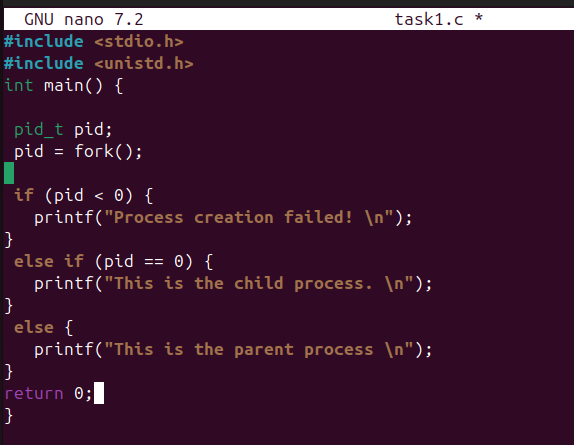 GNU nano 7.2 task1.c *
#include <stdio.h>
#include <unistd.h>
int main() {
pid_t pid;
pid = fork();
if (pid < 0) {
printf("Process creation failed! \n");
}
else if (pid == 0) {
printf("This is the child process. \n");
}
else {
printf("This is the parent process \n");
}
return 0;
}